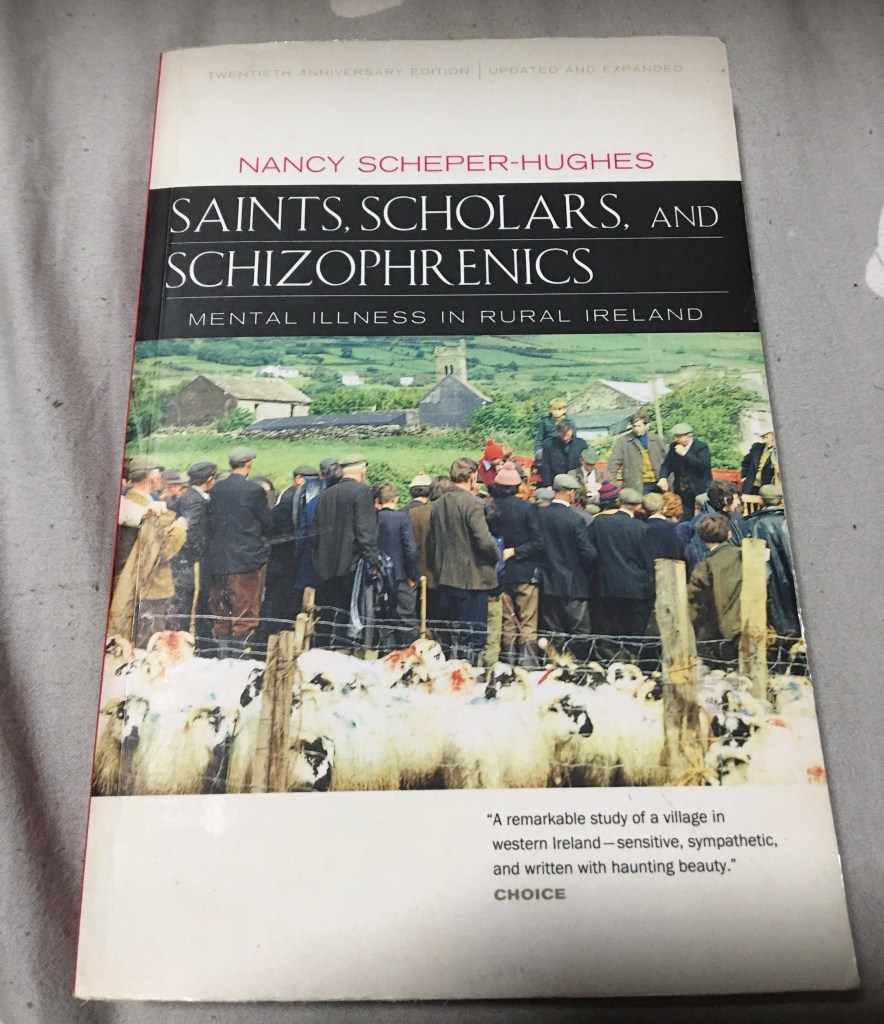 TWENTIETH ANNIVERSARY EDITION | UPDATED AND EXPANDED
NANCY SCHEPER-HUGHES
SAINTS, SCHOLARS, AND
SCHIZOPHRENICS
MENTAL ILLNESS IN RURAL IRELAND
“A remarkable study of a village in
western Ireland—sensitive, sympathetic,
and written with haunting beauty.”
CHOICE